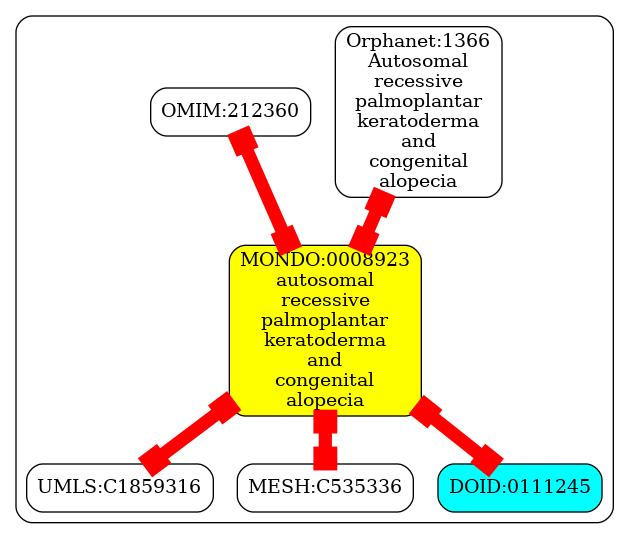 Orphanet:1366
Autosomal
recessive
palmoplantar
keratoderma
and
congenital
alopecia
OMIM:212360
MONDO:0008923
autosomal
recessive
palmoplantar
keratoderma
and
congenital
alopecia
UMLS:C1859316
MESH:C535336
DOID:0111245